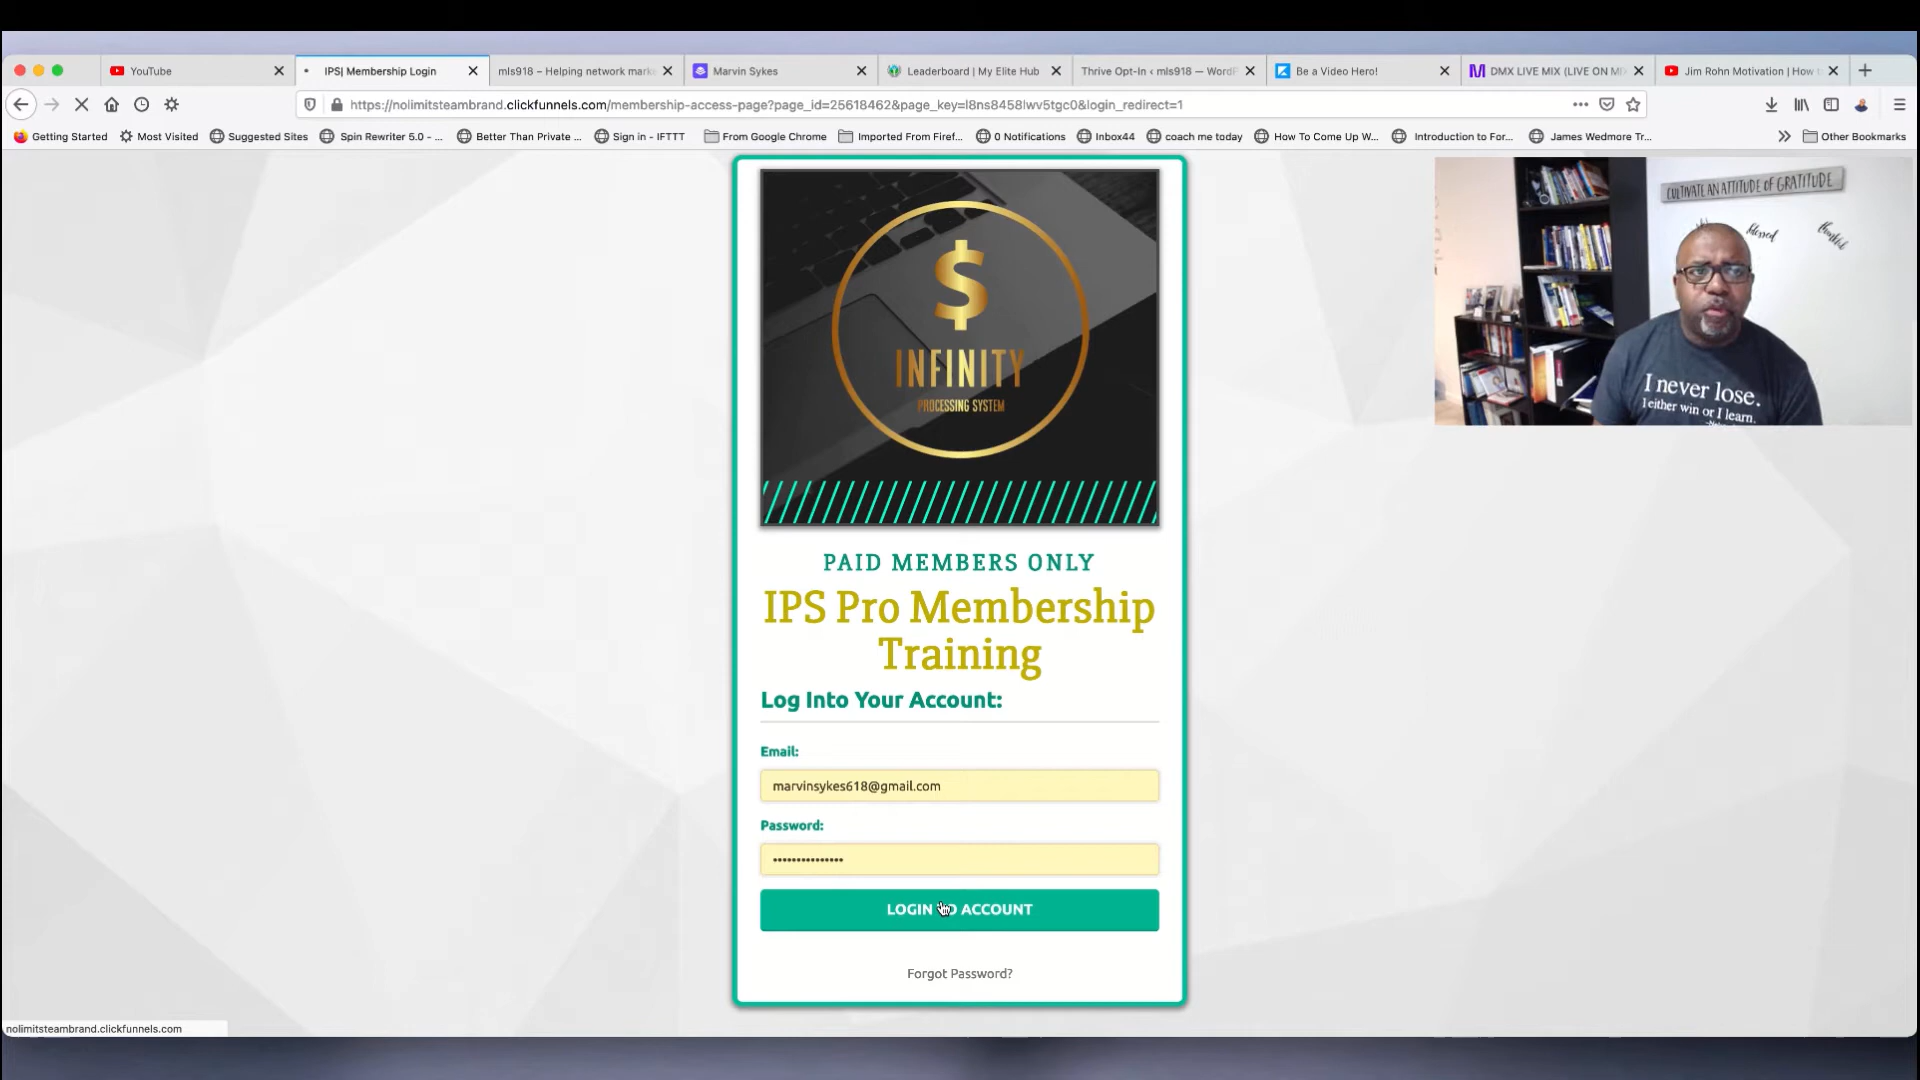 YouTube
IPS| Membership Login
mls918 – Helping network mark
Marvin Sykes
Leaderboard | My Elite Hub
Thrive Opt-In ‹ mls918 — WordP
Be a Video Hero!
DMX LIVE MIX (LIVE ON MI
Jim Rohn Motivation | How t
https://nolimitsteambrand.clickfunnels.com/membership-access-page?page_id=25618462&page_key=l8ns8458lwv5tgc0&login_redirect=1
Getting Started
Most Visited
Suggested Sites
Spin Rewriter 5.0 - ...
Better Than Private ...
Sign in - IFTTT
From Google Chrome
Imported From Firef...
0 Notifications
Inbox44
coach me today
How To Come Up W...
Introduction to For...
James Wedmore Tr...
Other Bookmarks
CULTIVATE AN ATTITUDE OF GRATITUDE
blessed
thankful
I never lose.
I either win or I learn.
$
INFINITY
PROCESSING SYSTEM
PAID MEMBERS ONLY
IPS Pro Membership
Training
Log Into Your Account:
Email:
marvinsykes618@gmail.com
Password:
•••••••••••••••
LOGIN TO ACCOUNT
Forgot Password?
nolimitsteambrand.clickfunnels.com